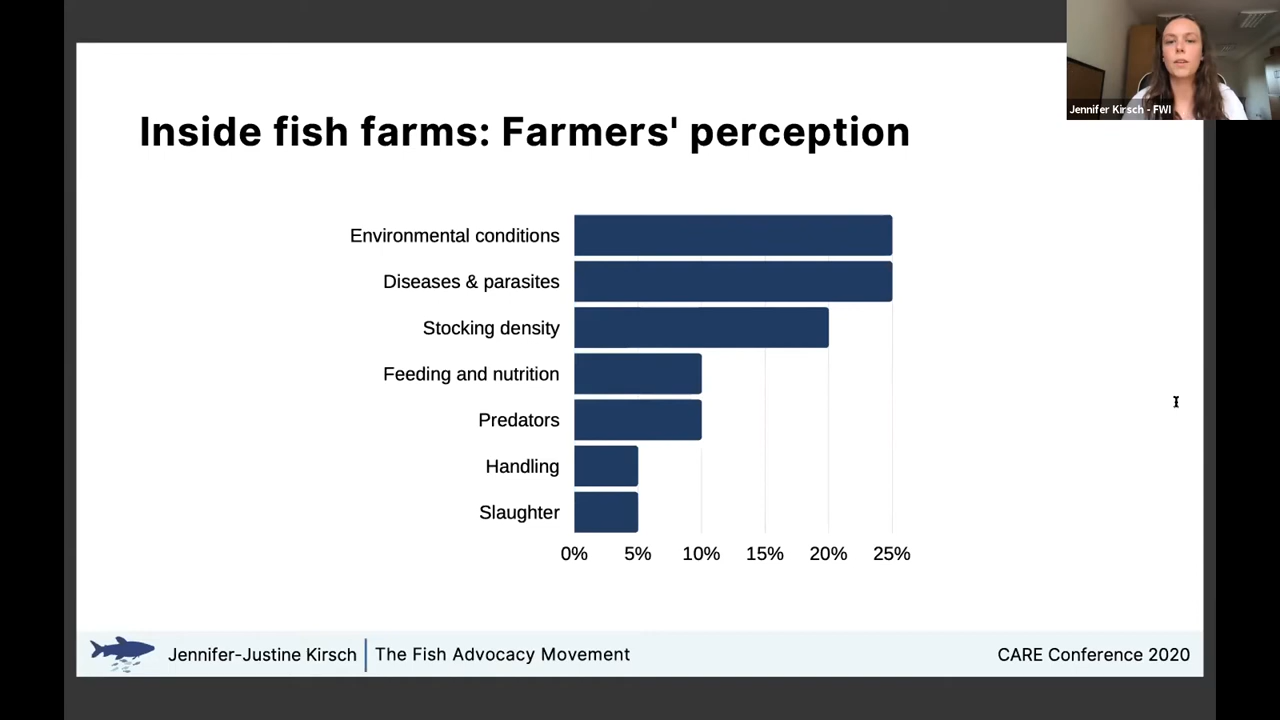 Jennifer Kirsch - FWI
Inside fish farms: Farmers' perception
Environmental conditions
Diseases & parasites
Stocking density
Feeding and nutrition
Predators
Handling
Slaughter
0% 5% 10% 15% 20% 25%
Jennifer-Justine Kirsch The Fish Advocacy Movement CARE Conference 2020